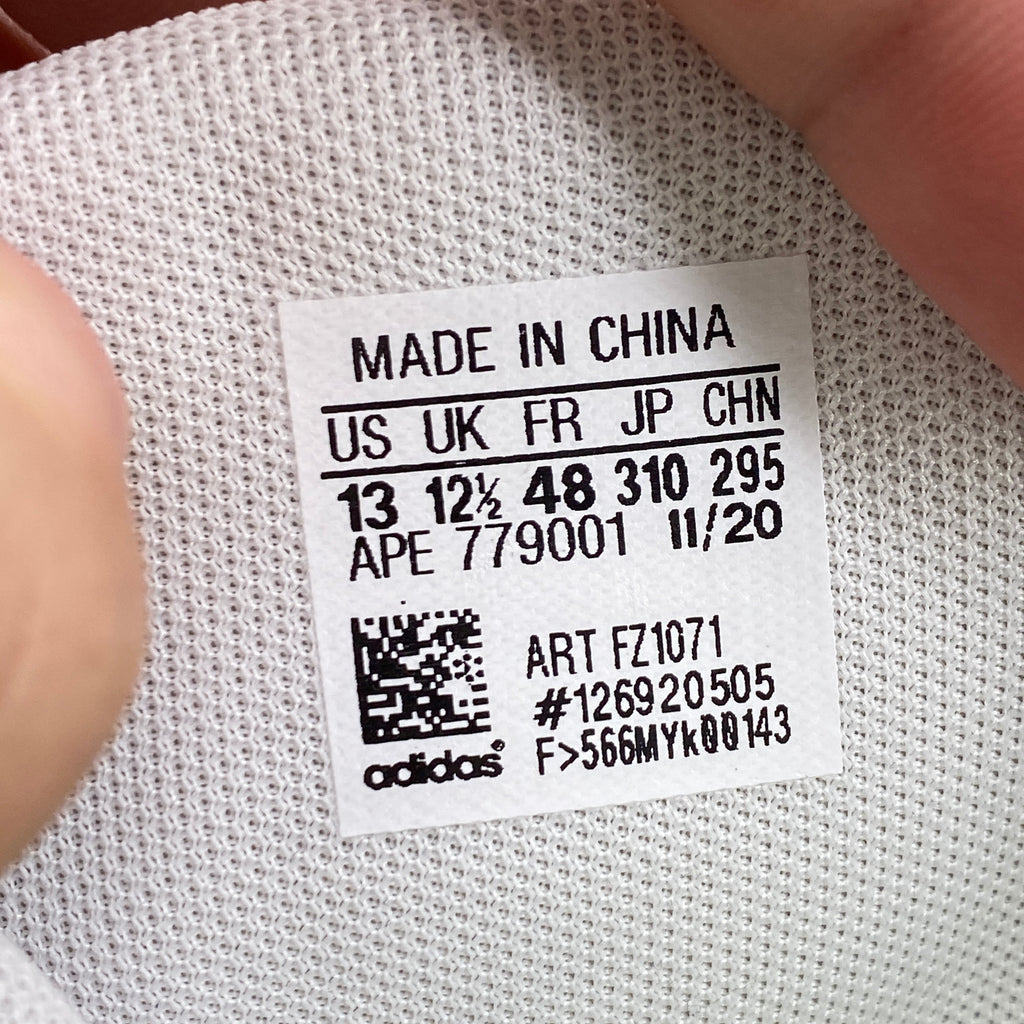 MADE IN CHINA
US UK FR JP CHN
13 12½ 48 310 295
APE 779001 11/20
ART FZ1071
#126920505
F>566MYk00143
adidas®